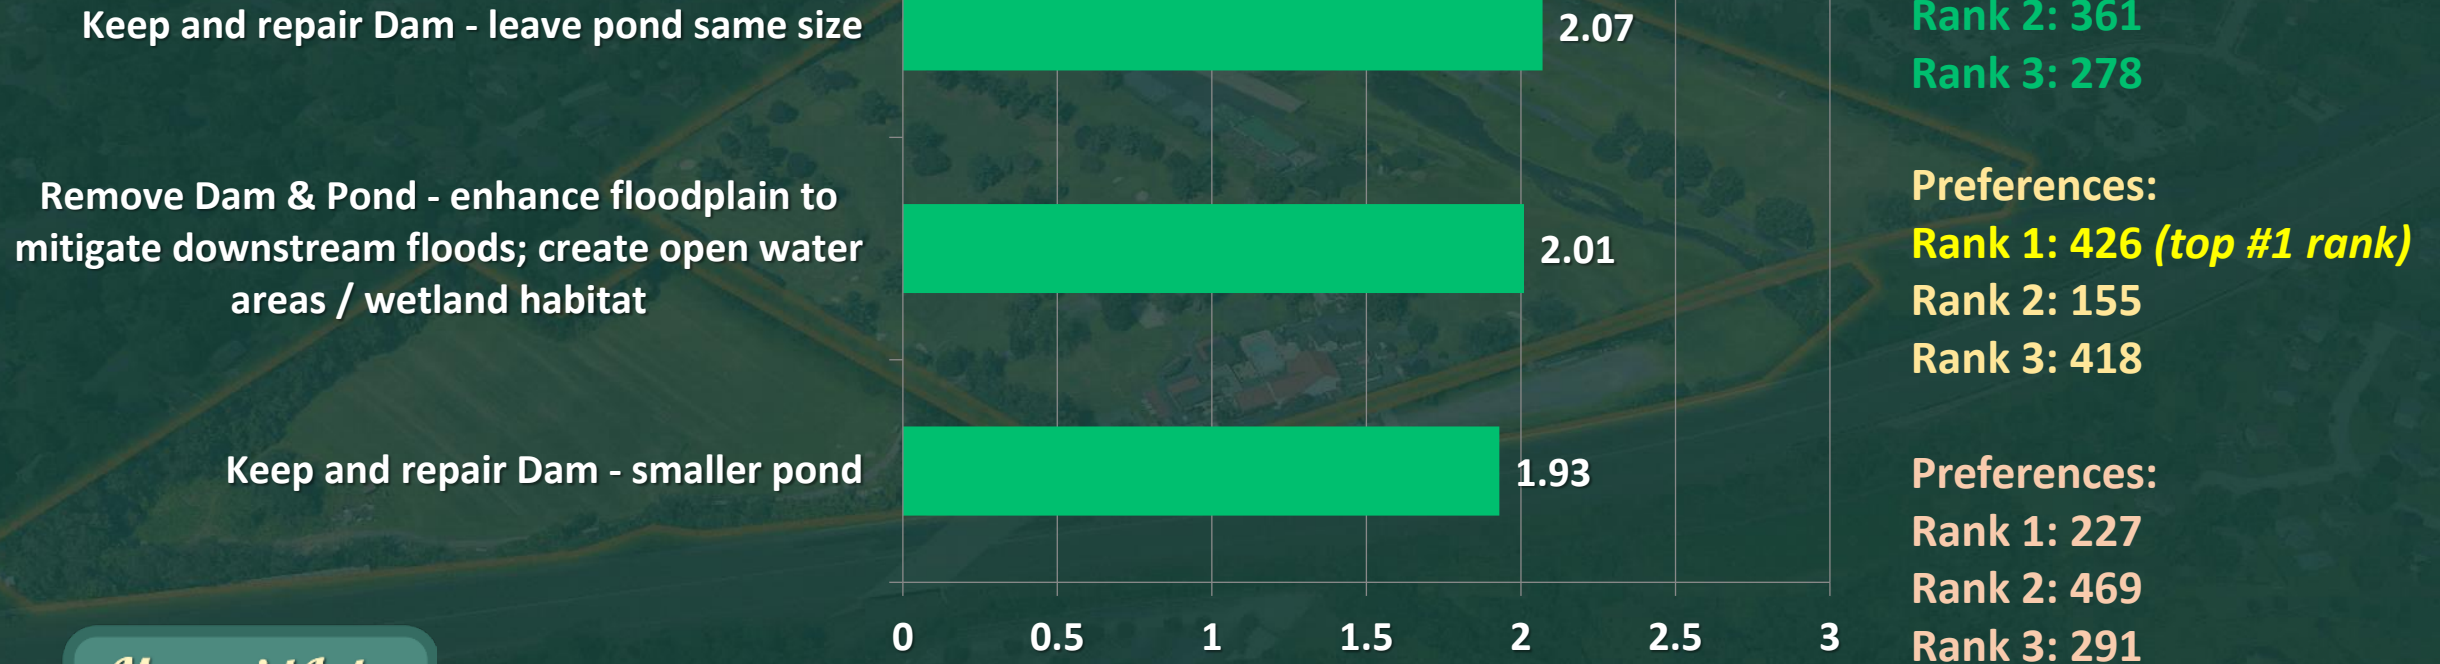 Keep and repair Dam - leave pond same size
2.07
Rank 2: 361
Rank 3: 278
Remove Dam & Pond - enhance floodplain to
mitigate downstream floods; create open water
areas / wetland habitat
2.01
Preferences:
Rank 1: 426 (top #1 rank)
Rank 2: 155
Rank 3: 418
Keep and repair Dam - smaller pond
1.93
Preferences:
Rank 1: 227
Rank 2: 469
Rank 3: 291
0 0.5 1 1.5 2 2.5 3